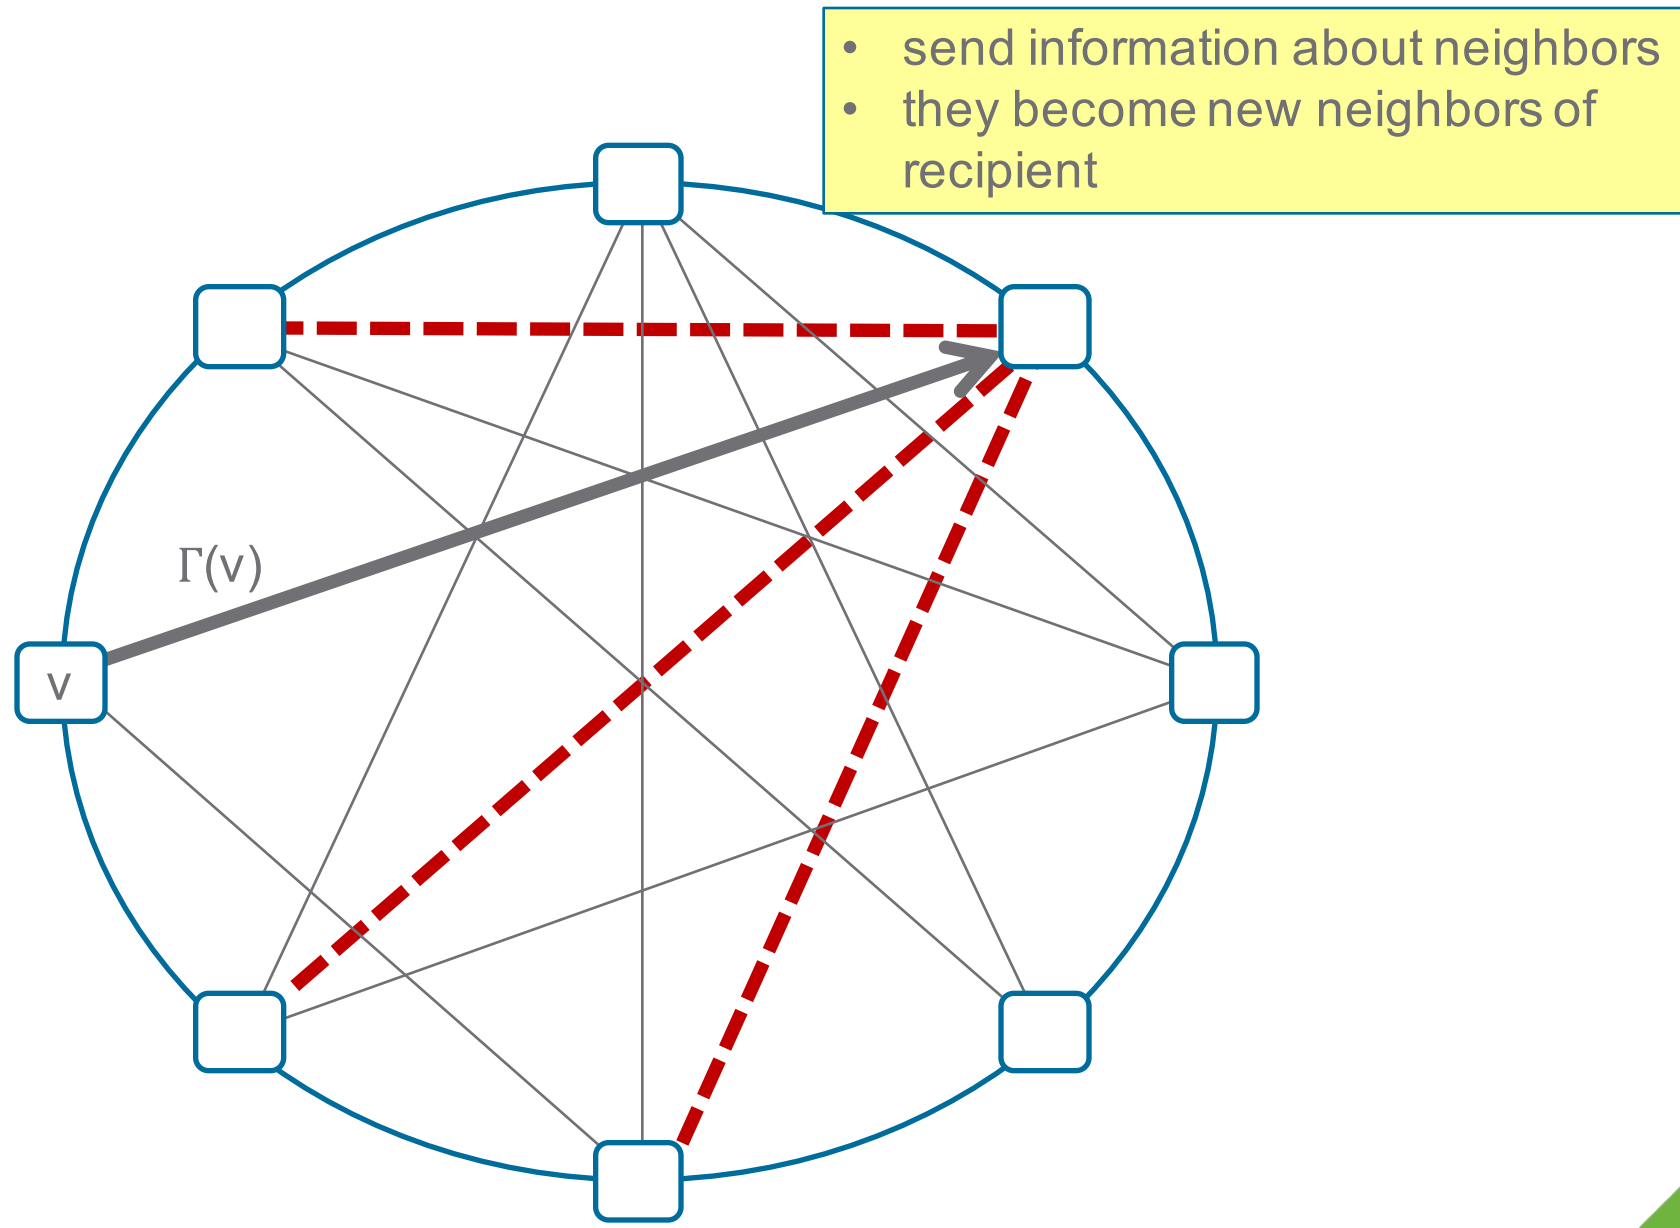 • send information about neighbors
• they become new neighbors of
recipient
Γ(v)
v